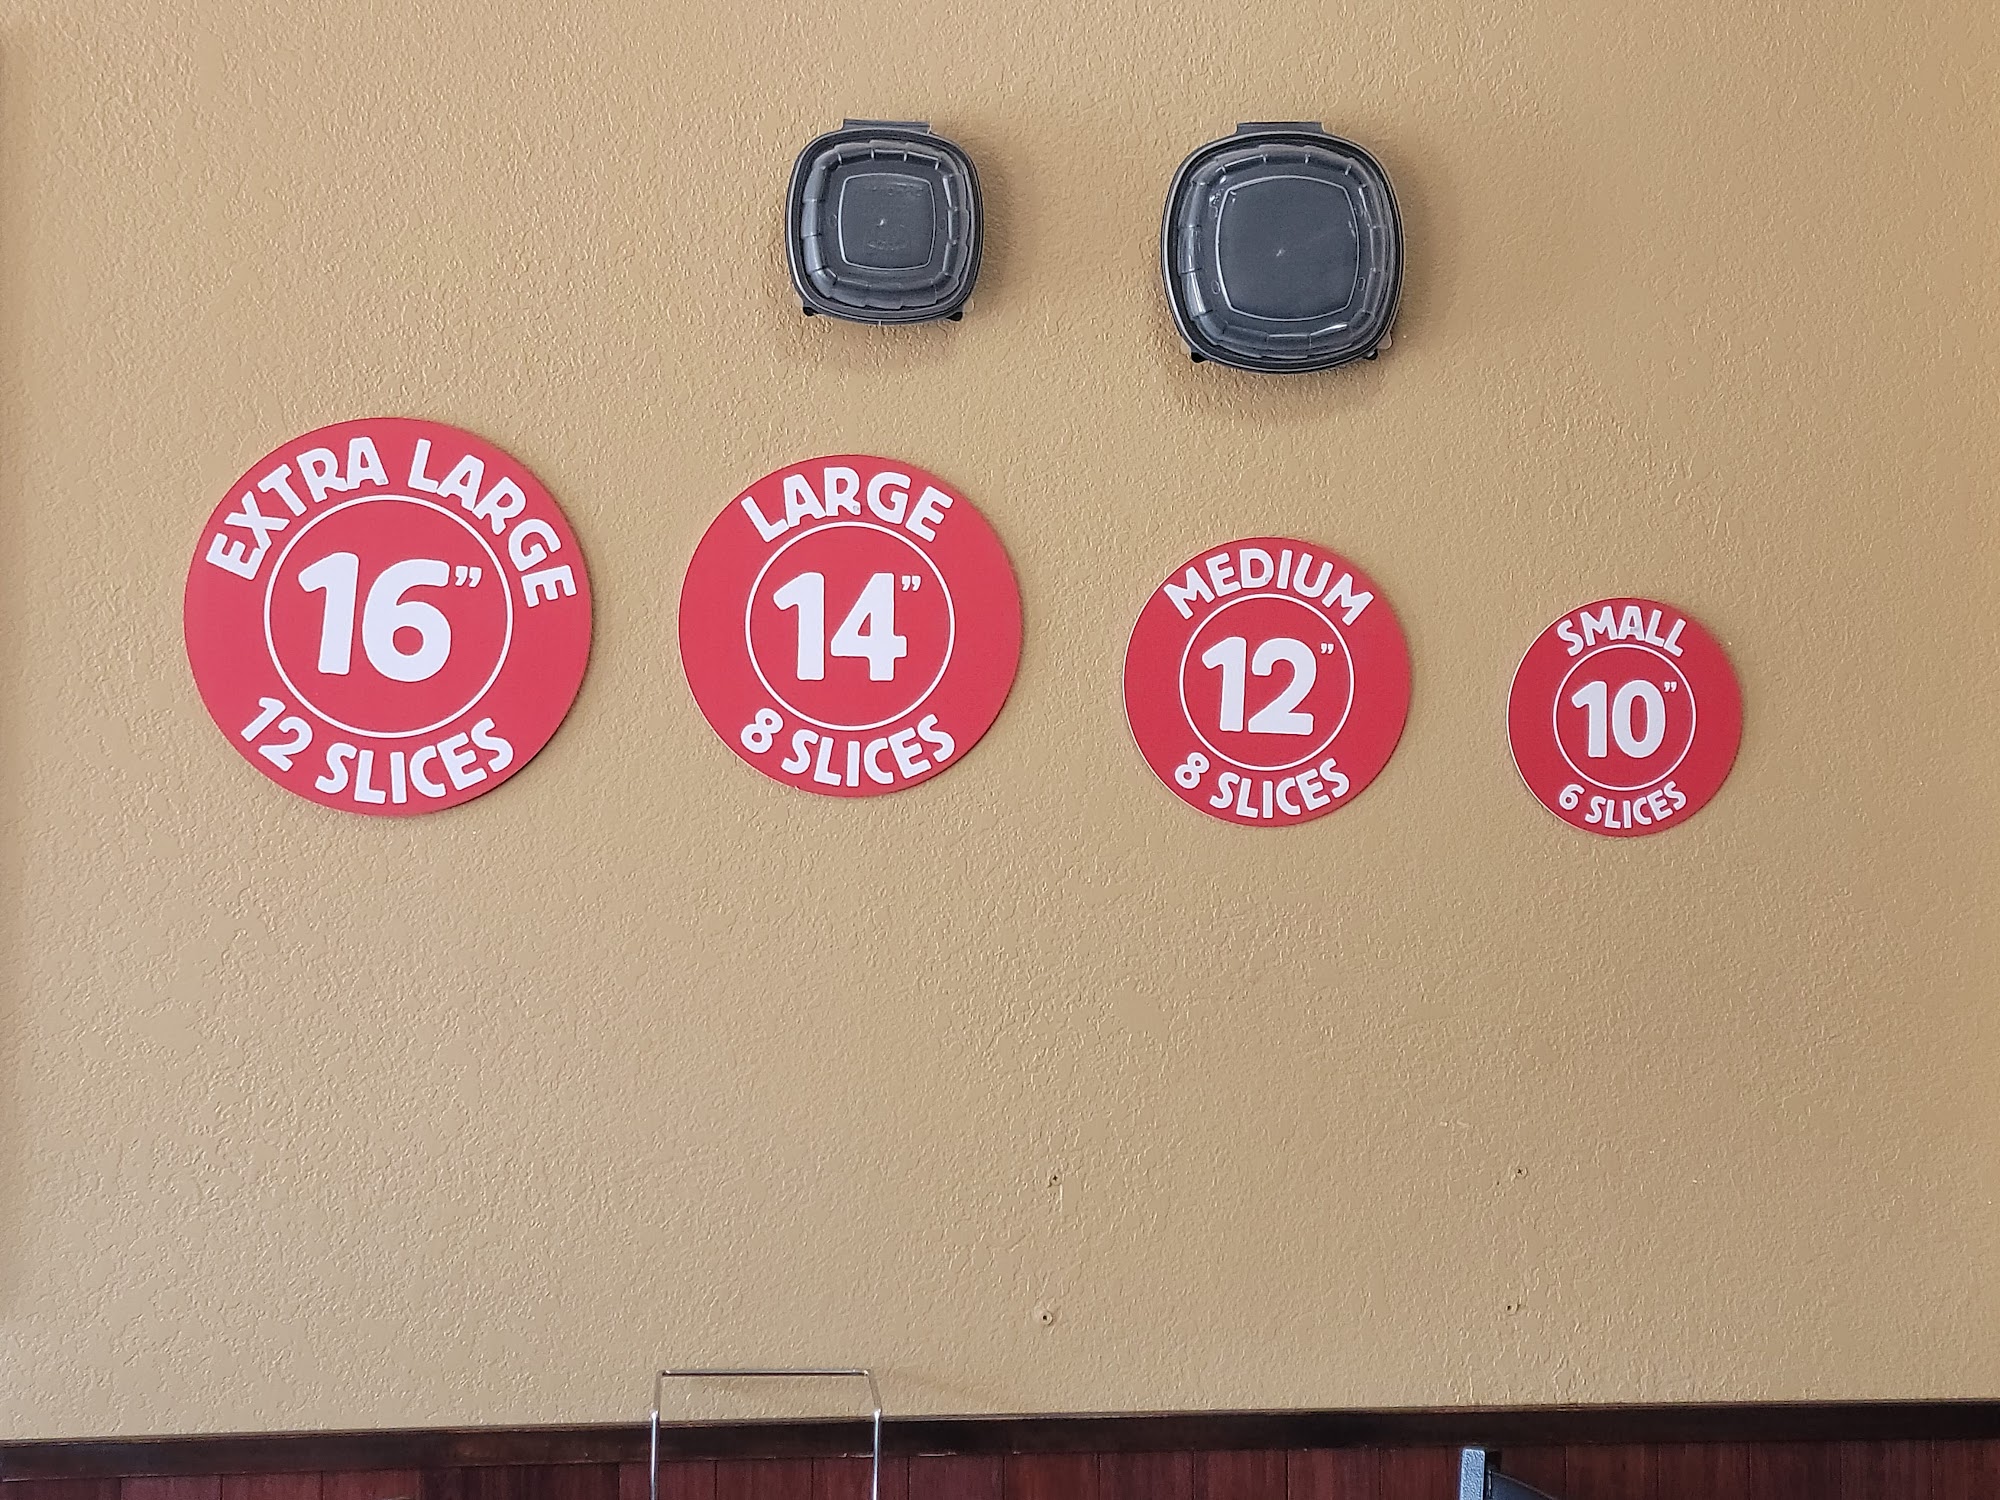 EXTRA LARGE
16”
12 SLICES
LARGE
14”
8 SLICES
MEDIUM
12”
8 SLICES
SMALL
10”
6 SLICES